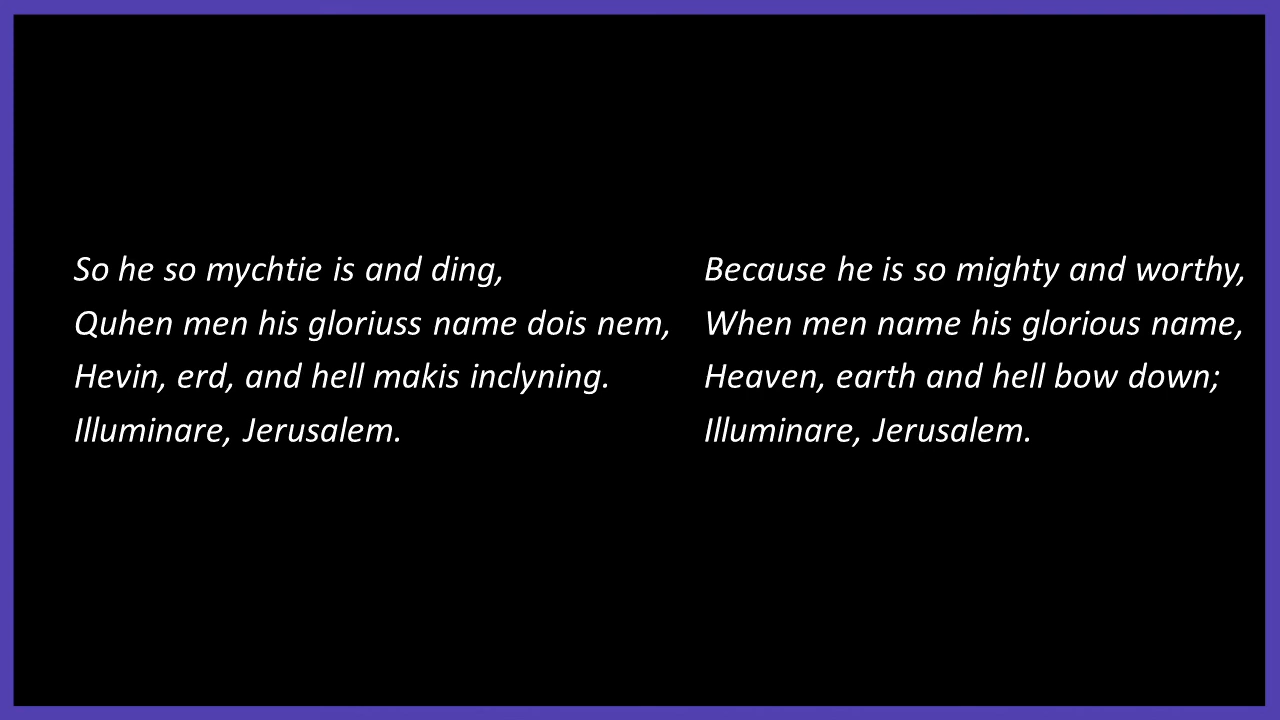 So he so mychtie is and ding,
Quhen men his gloriuss name dois nem,
Hevin, erd, and hell makis inclyning.
Illuminare, Jerusalem.
Because he is so mighty and worthy,
When men name his glorious name,
Heaven, earth and hell bow down;
Illuminare, Jerusalem.